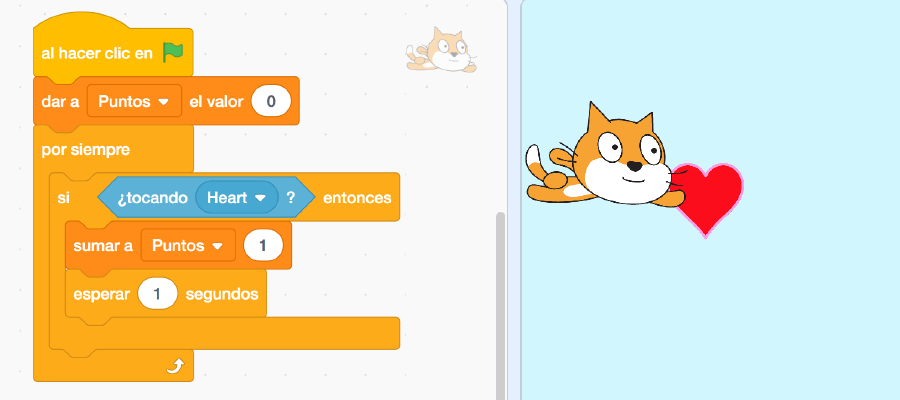 al hacer clic en
dar a Puntos el valor 0
por siempre
si ¿tocando Heart ? entonces
sumar a Puntos 1
esperar 1 segundos